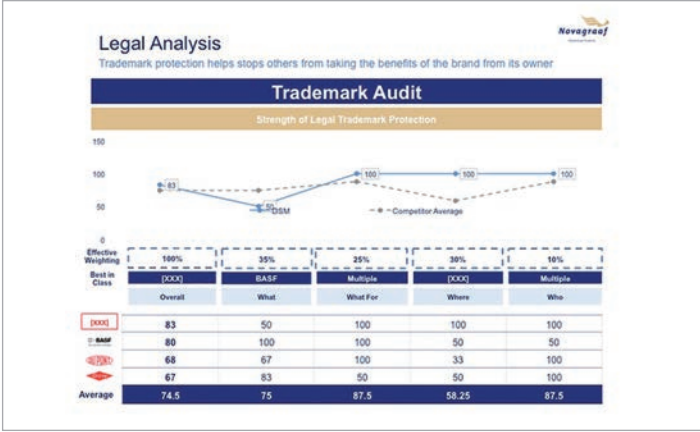 Novagraaf
Legal Analysis
Trademark protection helps stops others from taking the benefits of the brand from its owner
Trademark Audit
Strength of Legal Trademark Protection
150
100
50
0
83
50
100
100
100
DSM
Competitor Average
Effective Weighting
100%
35%
25%
30%
10%
Best in Class
[XXX]
BASF
Multiple
[XXX]
Multiple
Overall
What
What For
Where
Who
[XXX] 83 50 100 100 100
BASF 80 100 100 50 50
DUPONT 68 67 100 33 100
67 83 50 50 100
Average 74.5 75 87.5 58.25 87.5